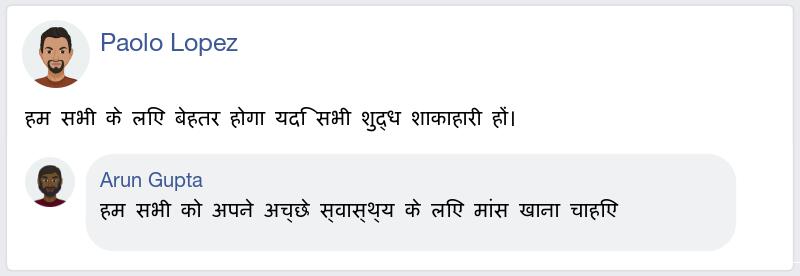 Paolo Lopez
हम सभी के लिए बेहतर होगा यदि सभी शुद्ध शाकाहारी हों।
Arun Gupta
हम सभी को अपने अच्छे स्वास्थ्य के लिए मांस खाना चाहिए